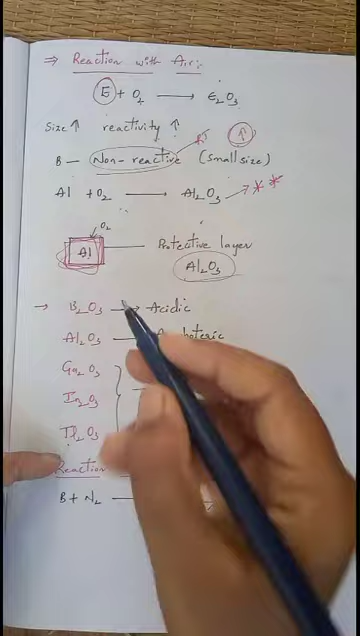 ⇒ Reaction with Air:
E + O2 → E2O3
Size ↑ reactivity ↑
B — Non-reactive (small size)
Al + O2 → Al2O3
O2
Al — Protective layer
Al2O3
→ B2O3 → Acidic
Al2O3
Ga2O3
In2O3
Tl2O3
Reaction
B + N2